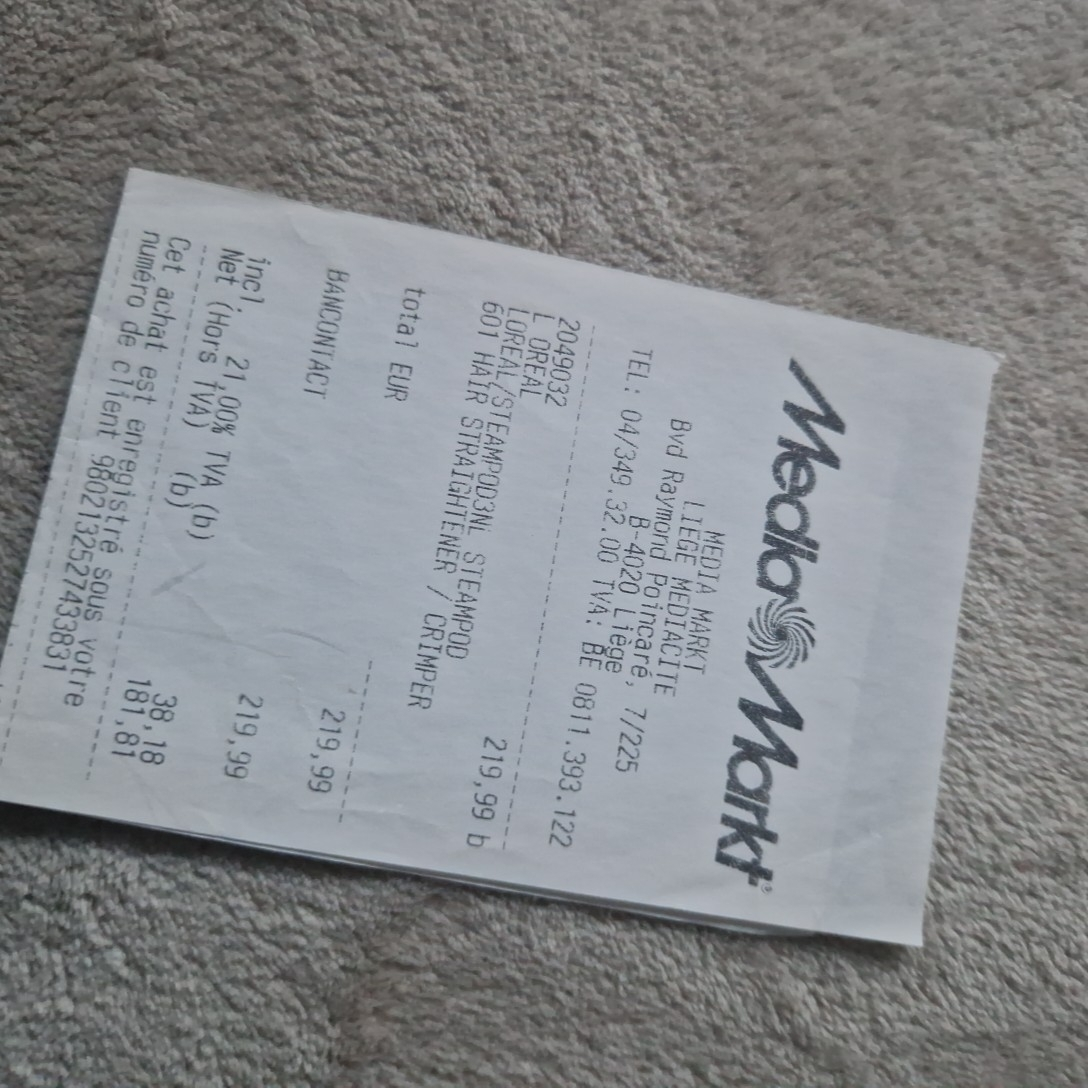 MediaMarkt®
MEDIA MARKT
LIEGE MEDIACITE
Bvd Raymond Poincaré, 7/225
B-4020 Liège
TEL: 04/349.32.00 TVA: BE 0811.393.122
2049032
L OREAL
LOREAL/STEAMPOD3NL STEAMPOD
601 HAIR STRAIGHTENER / CRIMPER
219,99 b
total EUR 219,99
BANCONTACT 219,99
incl. 21,00% TVA (b) 38,18
Net (Hors TVA) (b) 181,81
Cet achat est enregistré sous votre
numéro de client 9802132527433831